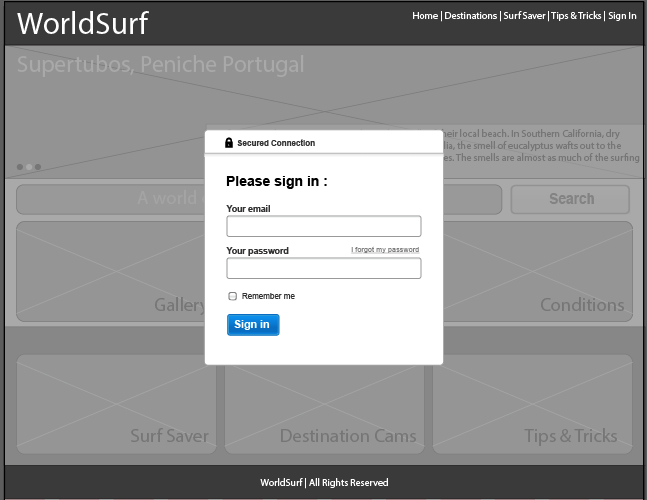 WorldSurf
Home | Destinations | Surf Saver | Tips & Tricks | Sign In
Supertubos, Peniche Portugal
heir local beach. In Southern California, dry
lia, the smell of eucalyptus wafts out to the
es. The smells are almost as much of the surfing
Secured Connection
Please sign in :
Your email
Your password
I forgot my password
Remember me
Sign in
A world
Search
Gallery
Conditions
Surf Saver
Destination Cams
Tips & Tricks
WorldSurf | All Rights Reserved